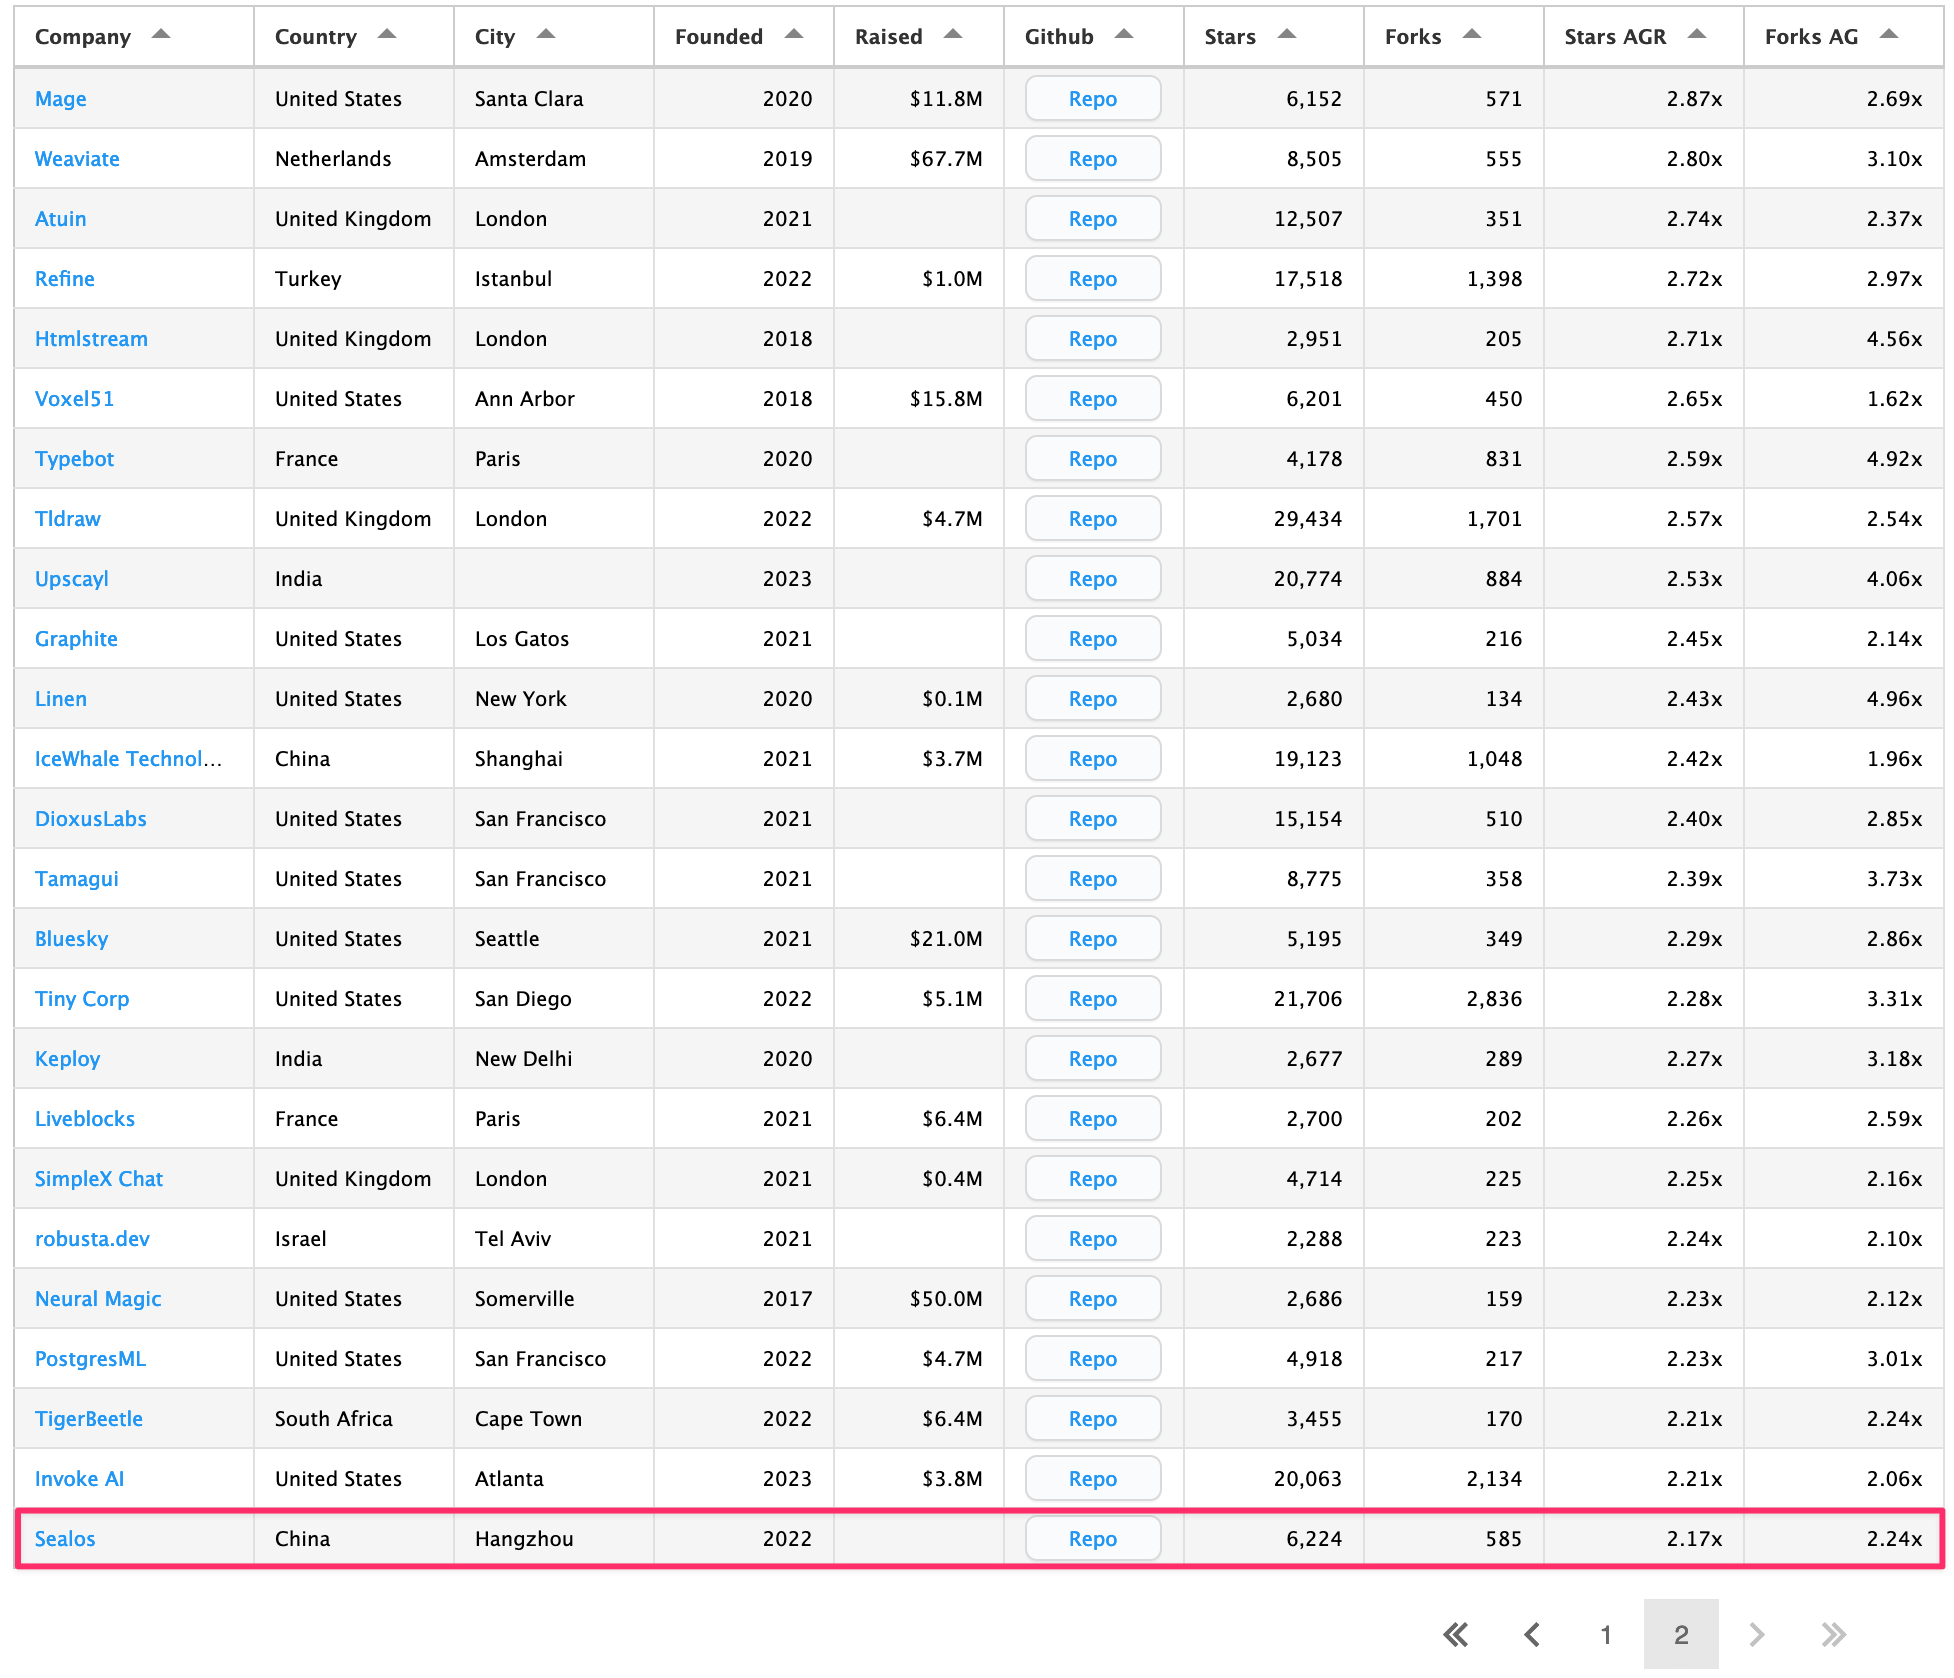 Company Country City Founded Raised Github Stars Forks Stars AGR Forks AG
Mage United States Santa Clara 2020 $11.8M Repo 6,152 571 2.87x 2.69x
Weaviate Netherlands Amsterdam 2019 $67.7M Repo 8,505 555 2.80x 3.10x
Atuin United Kingdom London 2021 Repo 12,507 351 2.74x 2.37x
Refine Turkey Istanbul 2022 $1.0M Repo 17,518 1,398 2.72x 2.97x
Htmlstream United Kingdom London 2018 Repo 2,951 205 2.71x 4.56x
Voxel51 United States Ann Arbor 2018 $15.8M Repo 6,201 450 2.65x 1.62x
Typebot France Paris 2020 Repo 4,178 831 2.59x 4.92x
Tldraw United Kingdom London 2022 $4.7M Repo 29,434 1,701 2.57x 2.54x
Upscayl India 2023 Repo 20,774 884 2.53x 4.06x
Graphite United States Los Gatos 2021 Repo 5,034 216 2.45x 2.14x
Linen United States New York 2020 $0.1M Repo 2,680 134 2.43x 4.96x
IceWhale Technol... China Shanghai 2021 $3.7M Repo 19,123 1,048 2.42x 1.96x
DioxusLabs United States San Francisco 2021 Repo 15,154 510 2.40x 2.85x
Tamagui United States San Francisco 2021 Repo 8,775 358 2.39x 3.73x
Bluesky United States Seattle 2021 $21.0M Repo 5,195 349 2.29x 2.86x
Tiny Corp United States San Diego 2022 $5.1M Repo 21,706 2,836 2.28x 3.31x
Keploy India New Delhi 2020 Repo 2,677 289 2.27x 3.18x
Liveblocks France Paris 2021 $6.4M Repo 2,700 202 2.26x 2.59x
SimpleX Chat United Kingdom London 2021 $0.4M Repo 4,714 225 2.25x 2.16x
robusta.dev Israel Tel Aviv 2021 Repo 2,288 223 2.24x 2.10x
Neural Magic United States Somerville 2017 $50.0M Repo 2,686 159 2.23x 2.12x
PostgresML United States San Francisco 2022 $4.7M Repo 4,918 217 2.23x 3.01x
TigerBeetle South Africa Cape Town 2022 $6.4M Repo 3,455 170 2.21x 2.24x
Invoke AI United States Atlanta 2023 $3.8M Repo 20,063 2,134 2.21x 2.06x
Sealos China Hangzhou 2022 Repo 6,224 585 2.17x 2.24x
1 2